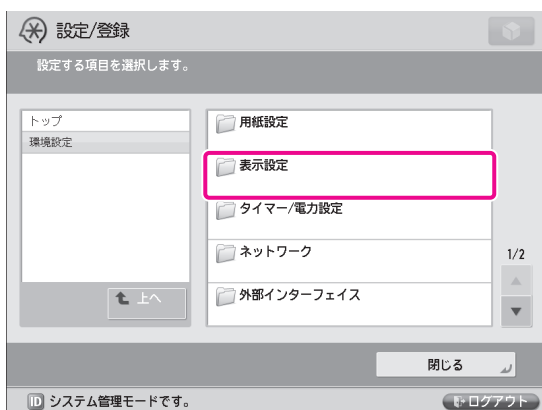 設定/登録
設定する項目を選択します。
トップ
環境設定
上へ
用紙設定
表示設定
タイマー/電力設定
ネットワーク
外部インターフェイス
1/2
閉じる
ID システム管理モードです。
ログアウト